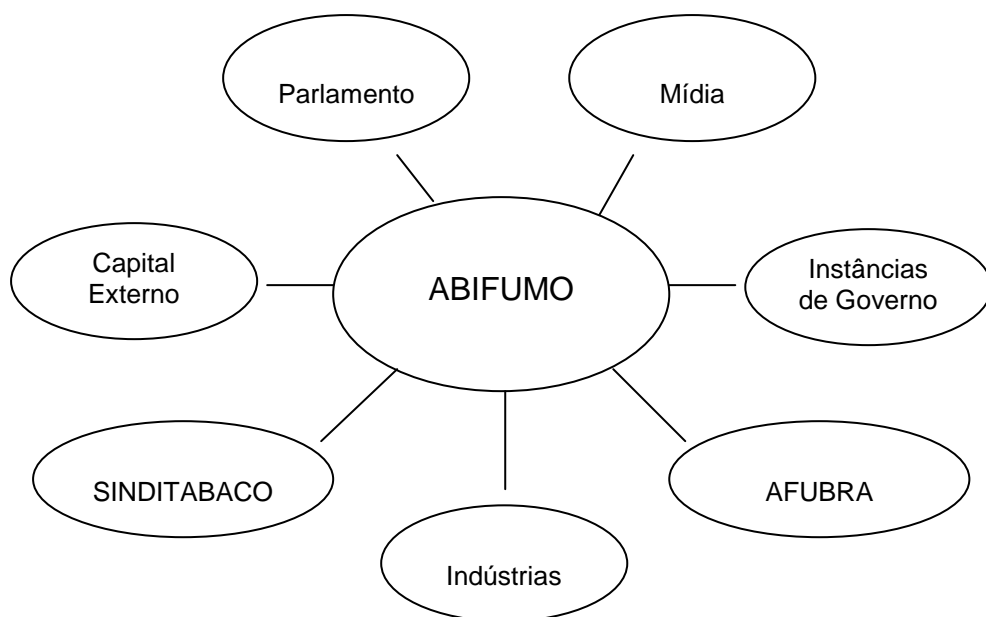 Parlamento
Mídia
Capital
Externo
ABIFUMO
Instâncias
de Governo
SINDITABACO
AFUBRA
Indústrias